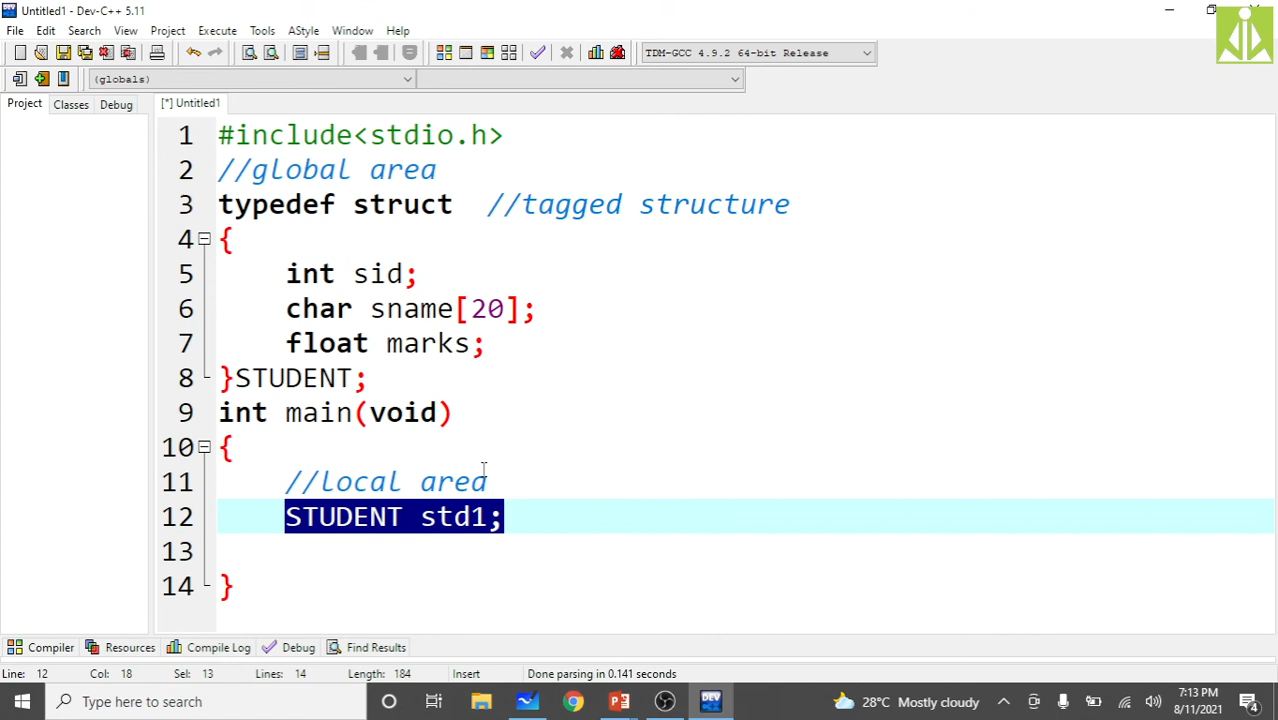 Untitled1 - Dev-C++ 5.11
File Edit Search View Project Execute Tools AStyle Window Help
TDM-GCC 4.9.2 64-bit Release
(globals)
Project Classes Debug [*] Untitled1
1 #include<stdio.h>
2 //global area
3 typedef struct //tagged structure
4 {
5 int sid;
6 char sname[20];
7 float marks;
8 }STUDENT;
9 int main(void)
10 {
11 //local area
12 STUDENT std1;
13
14 }
Compiler Resources Compile Log Debug Find Results
Line: 12 Col: 18 Sel: 13 Lines: 14 Length: 184 Insert Done parsing in 0.141 seconds
Type here to search
DEV
28°C Mostly cloudy
7:13 PM
8/11/2021
4